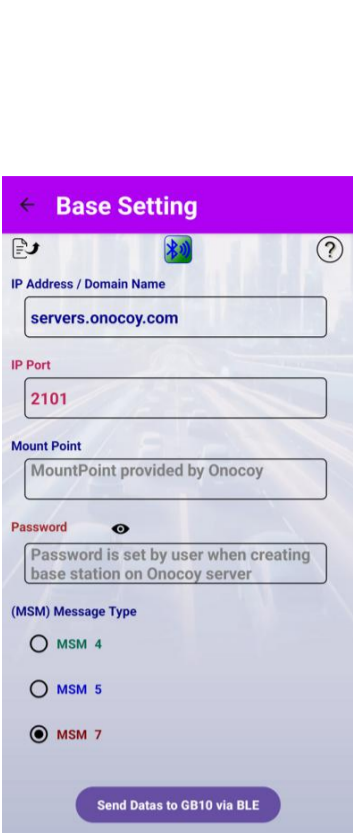 Base Setting
IP Address / Domain Name
servers.onocoy.com
IP Port
2101
Mount Point
MountPoint provided by Onocoy
Password
Password is set by user when creating
base station on Onocoy server
(MSM) Message Type
MSM 4
MSM 5
MSM 7
Send Datas to GB10 via BLE